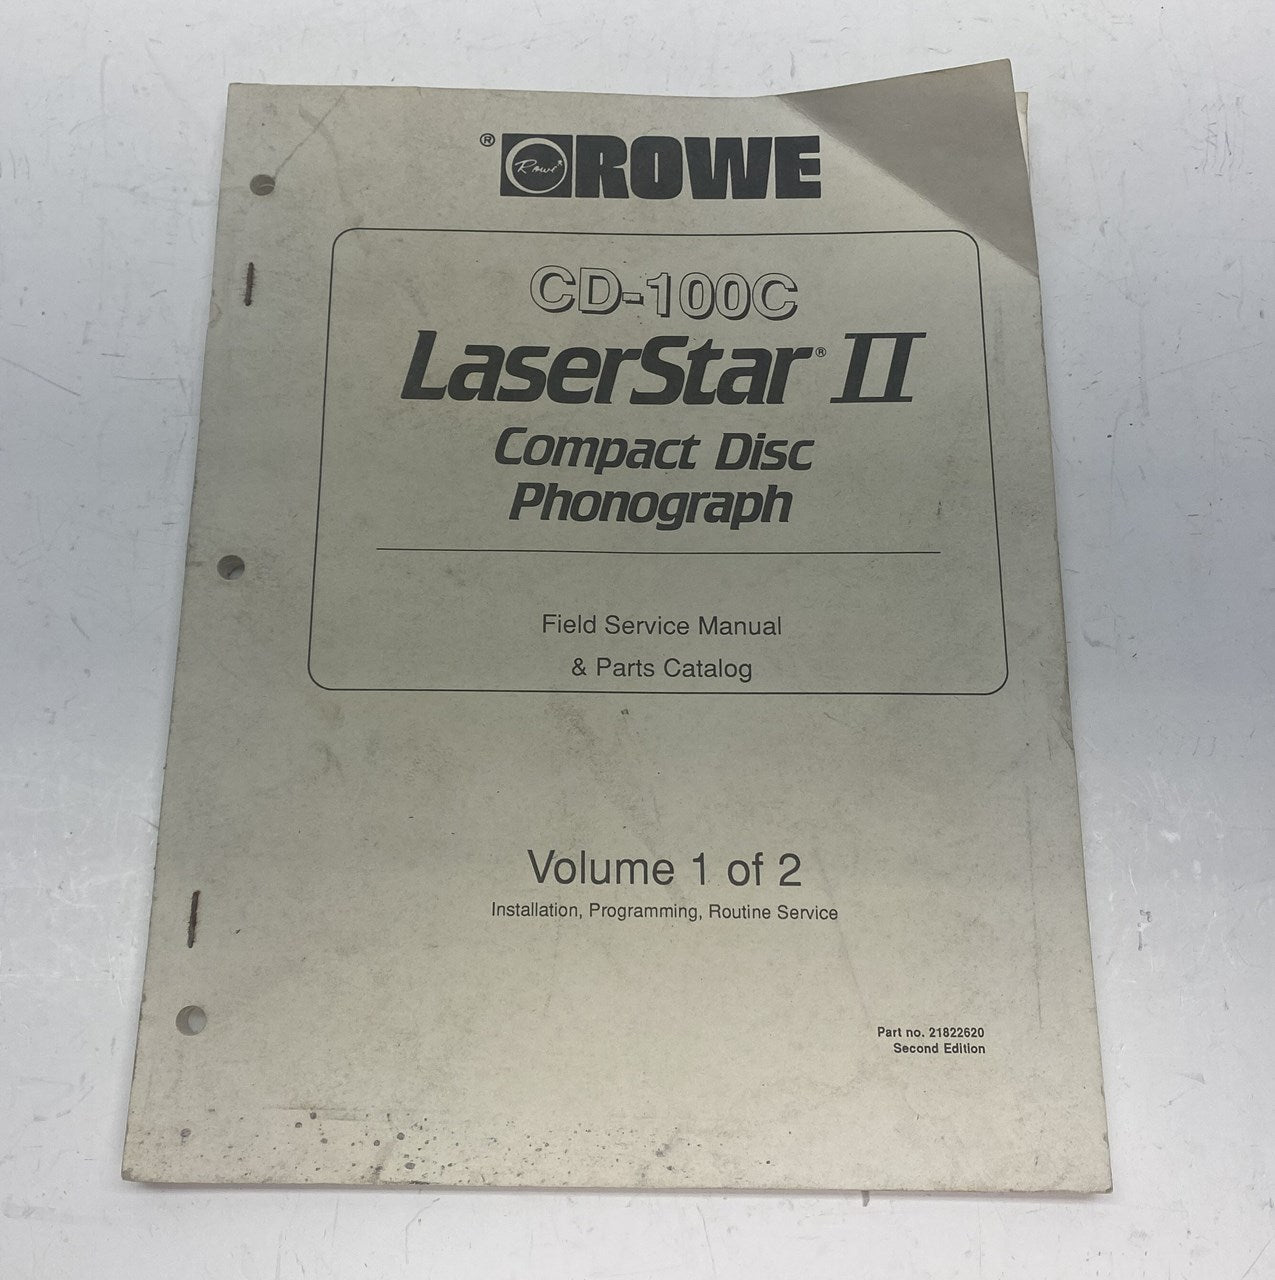 ® Rowe ROWE
CD-100C
LaserStar® II
Compact Disc
Phonograph
Field Service Manual
& Parts Catalog
Volume 1 of 2
Installation, Programming, Routine Service
Part no. 21822620
Second Edition